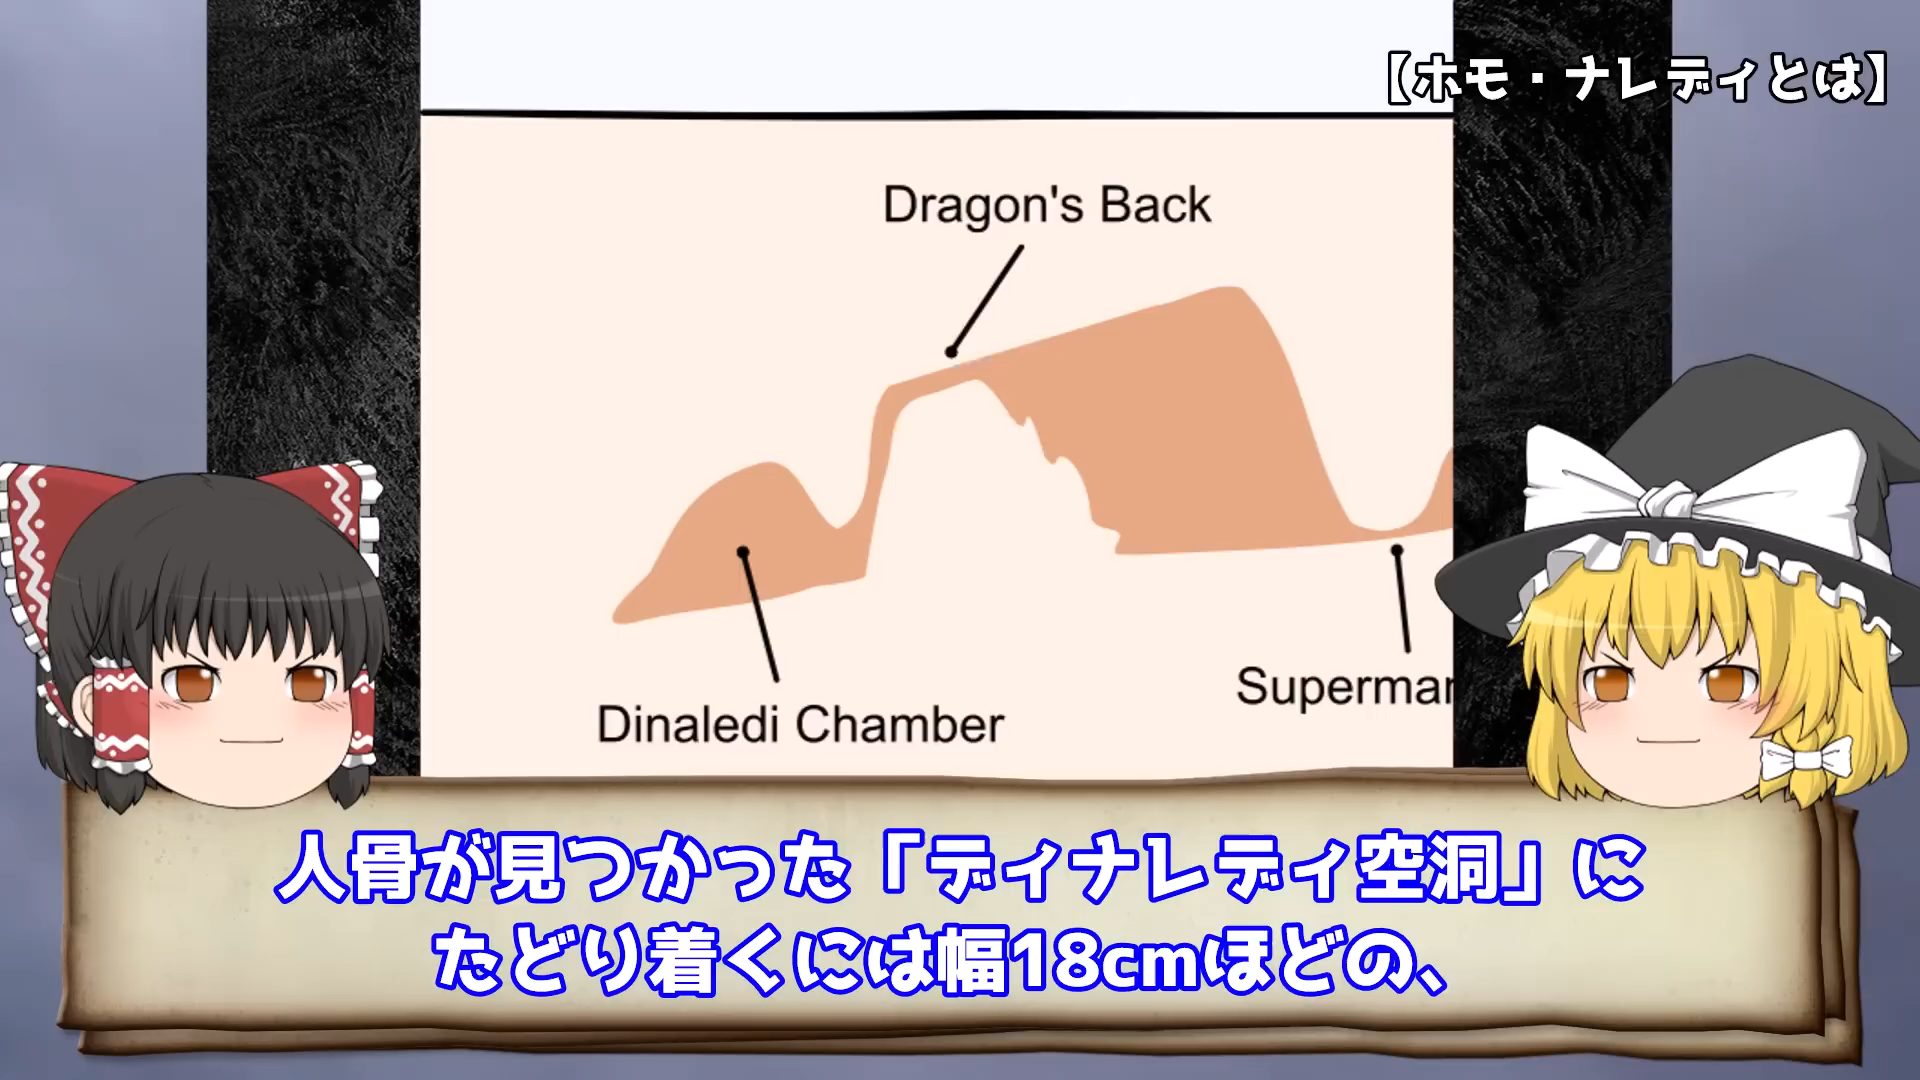 【ホモ・ナレディとは】
Dragon's Back
Superman
Dinaledi Chamber
人骨が見つかった「ディナレディ空洞」に
たどり着くには幅18cmほどの、